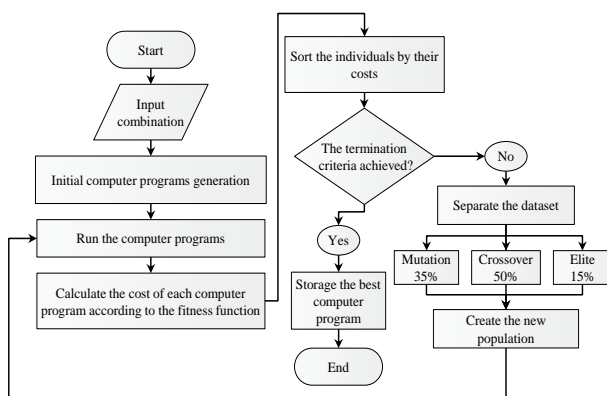 Start
Input
combination
Initial computer programs generation
Run the computer programs
Calculate the cost of each computer
program according to the fitness function
Sort the individuals by their
costs
The termination
criteria achieved?
No
Yes
Separate the dataset
Mutation
35%
Crossover
50%
Elite
15%
Storage the best
computer
program
Create the new
population
End